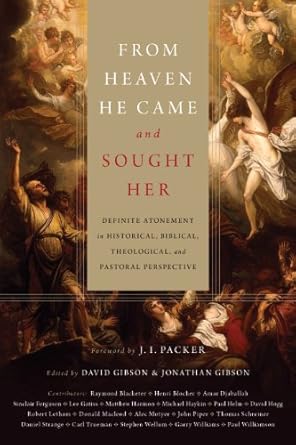 FROM
HEAVEN
HE CAME
and
SOUGHT
HER
DEFINITE ATONEMENT
in HISTORICAL, BIBLICAL,
THEOLOGICAL, and
PASTORAL PERSPECTIVE
Foreword by J. I. PACKER
Edited by DAVID GIBSON & JONATHAN GIBSON
Contributors: Raymond Blacketer ✦ Henri Blocher ✦ Amar Djaballah
Sinclair Ferguson ✦ Lee Gatiss ✦ Matthew Harmon ✦ Michael Haykin ✦ Paul Helm ✦ David Hogg
Robert Letham ✦ Donald Macleod ✦ Alec Motyer ✦ John Piper ✦ Thomas Schreiner
Daniel Strange ✦ Carl Trueman ✦ Stephen Wellum ✦ Garry Williams ✦ Paul Williamson